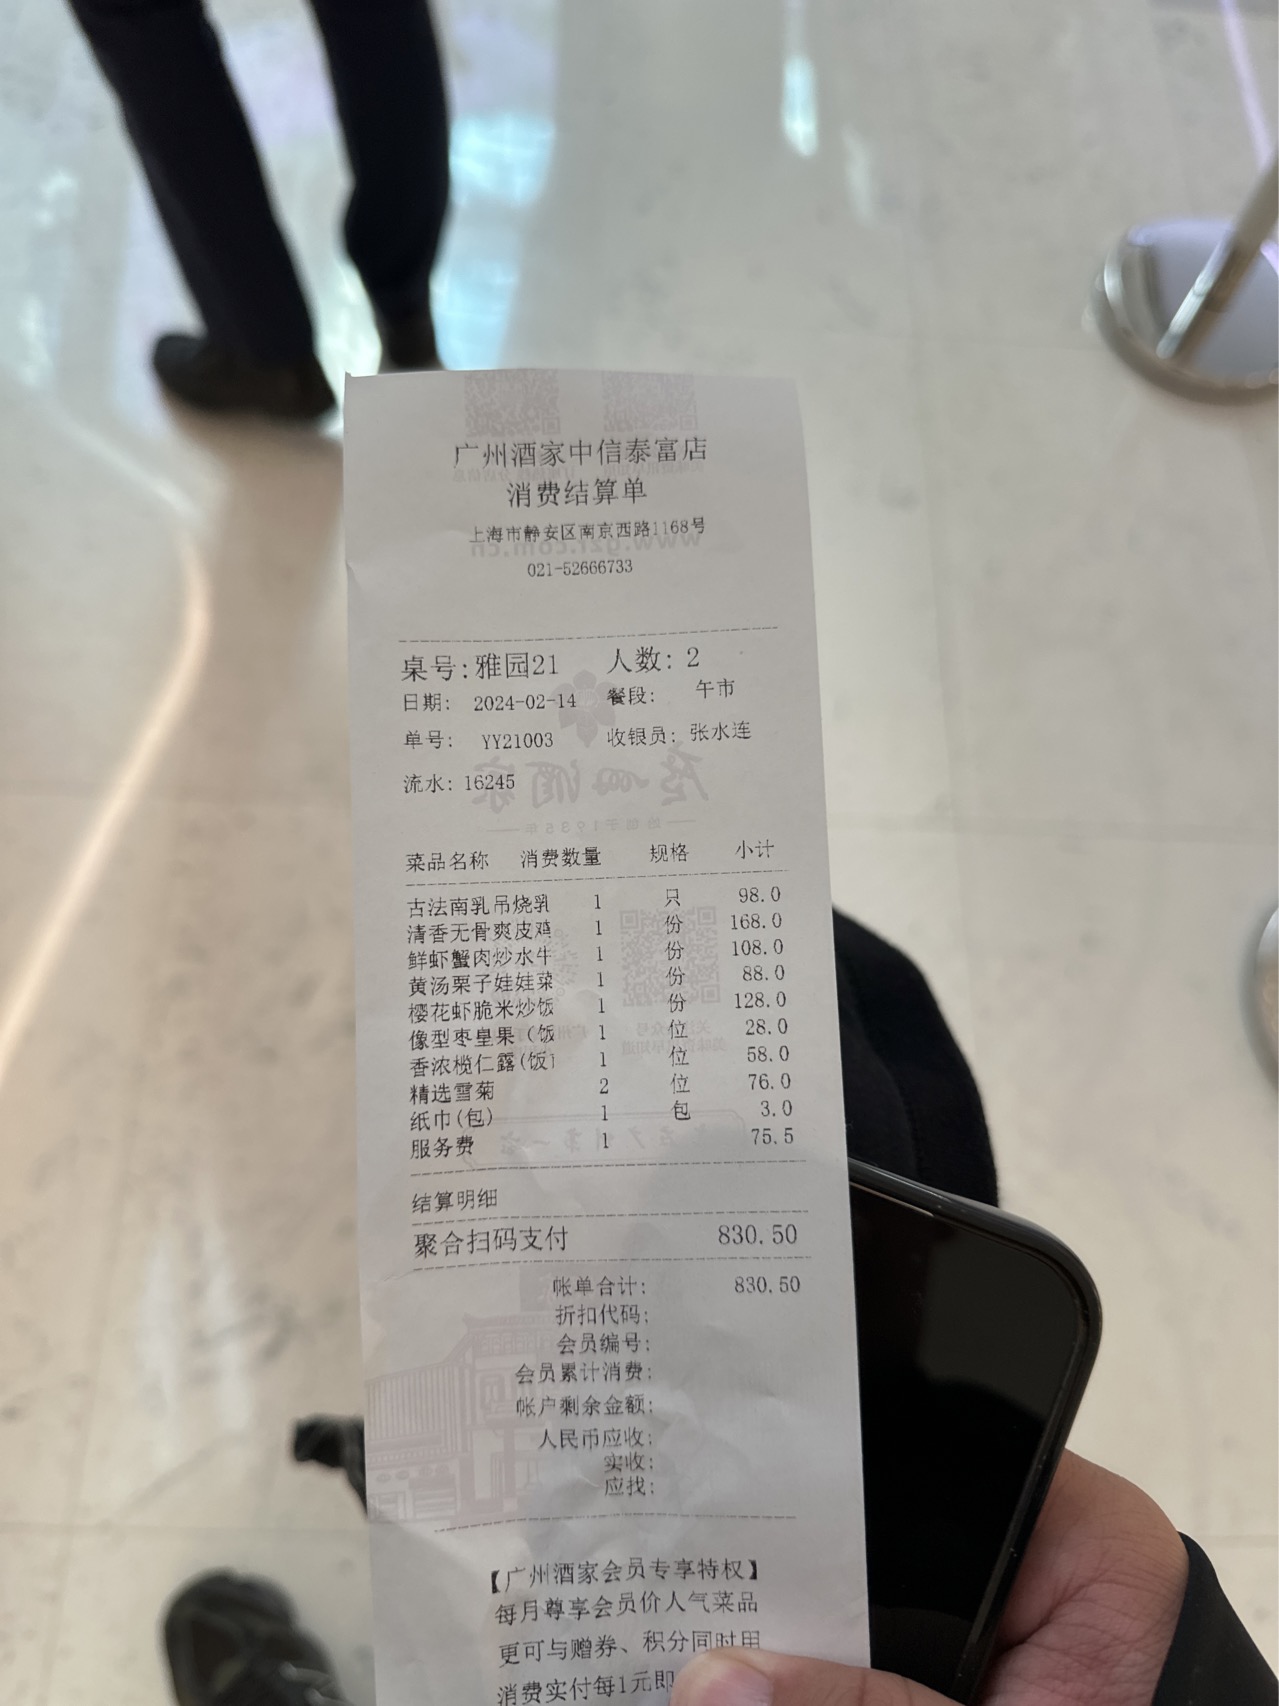 广州酒家中信泰富店
消费结算单
上海市静安区南京西路1168号
021-52666733
桌号:雅园21 人数: 2
日期: 2024-02-14 餐段: 午市
单号: YY21003 收银员: 张水连
流水: 16245
菜品名称 消费数量 规格 小计
古法南乳吊烧乳 1 只 98.0
清香无骨爽皮鸡 1 份 168.0
鲜虾蟹肉炒水牛 1 份 108.0
黄汤栗子娃娃菜 1 份 88.0
樱花虾脆米炒饭 1 份 128.0
像型枣皇果（饭 1 位 28.0
香浓榄仁露(饭） 1 位 58.0
精选雪菊 2 位 76.0
纸巾(包) 1 包 3.0
服务费 1 75.5
结算明细
聚合扫码支付 830.50
帐单合计: 830.50
折扣代码:
会员编号:
会员累计消费:
帐户剩余金额:
人民币应收:
实收:
应找:
【广州酒家会员专享特权】
每月尊享会员价人气菜品
更可与赠券、积分同时用
消费实付每1元即